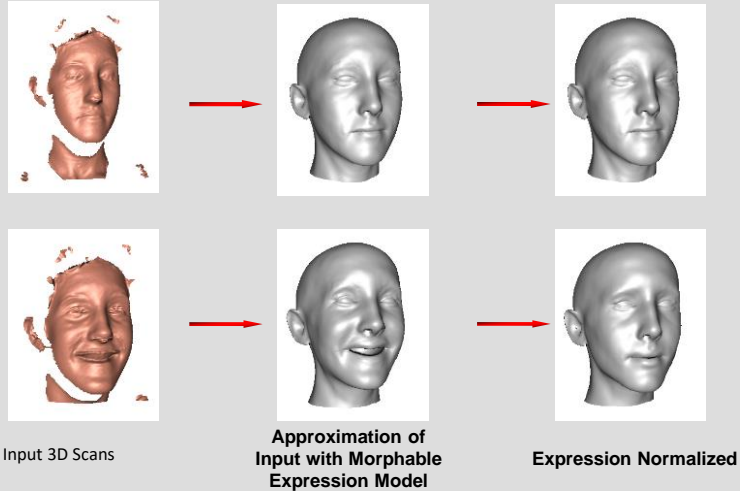 Input 3D Scans
Approximation of
Input with Morphable
Expression Model
Expression Normalized